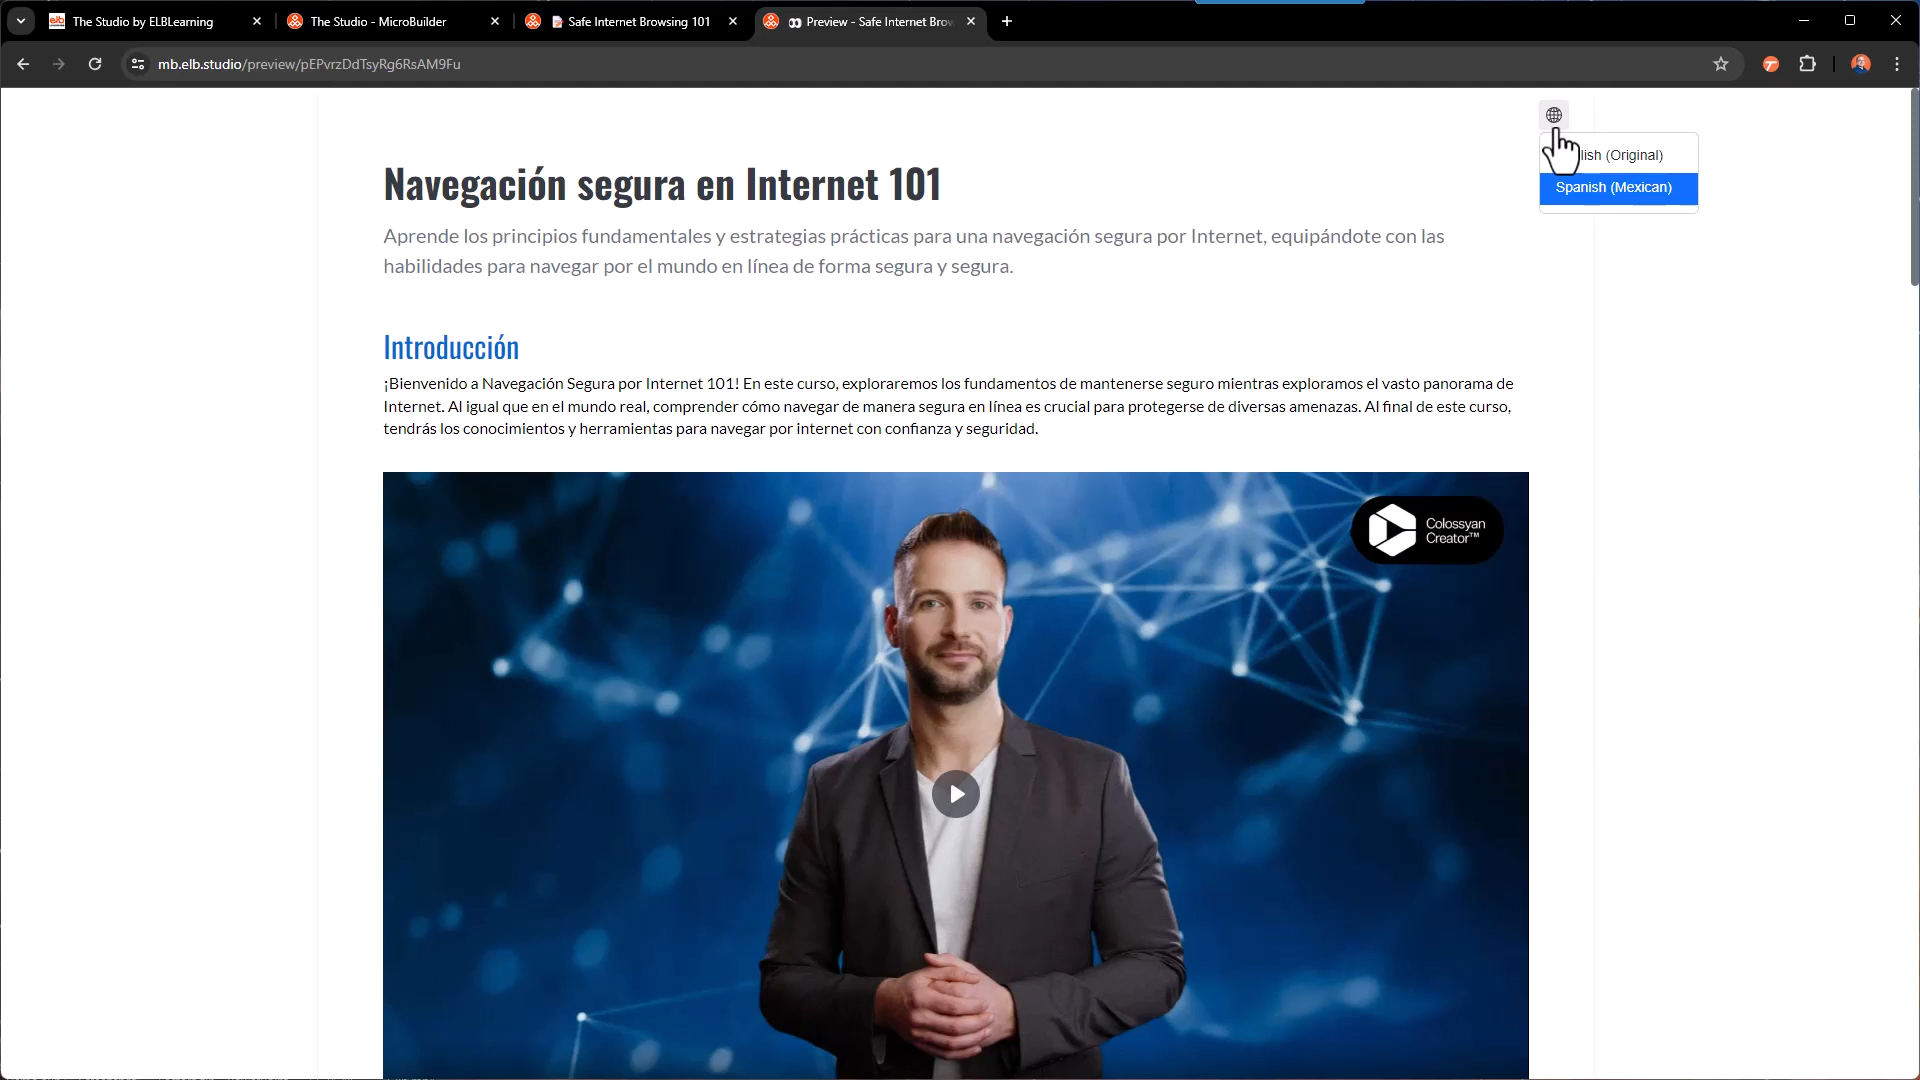 The Studio by ELBLearning
The Studio - MicroBuilder
Safe Internet Browsing 101
Preview - Safe Internet Brow
mb.elb.studio/preview/pEPvrzDdTsyRg6RsAM9Fu
lish (Original)
Spanish (Mexican)
Navegación segura en Internet 101
Aprende los principios fundamentales y estrategias prácticas para una navegación segura por Internet, equipándote con las
habilidades para navegar por el mundo en línea de forma segura y segura.
Introducción
¡Bienvenido a Navegación Segura por Internet 101! En este curso, exploraremos los fundamentos de mantenerse seguro mientras exploramos el vasto panorama de
Internet. Al igual que en el mundo real, comprender cómo navegar de manera segura en línea es crucial para protegerse de diversas amenazas. Al final de este curso,
tendrás los conocimientos y herramientas para navegar por internet con confianza y seguridad.
Colossyan
Creator™